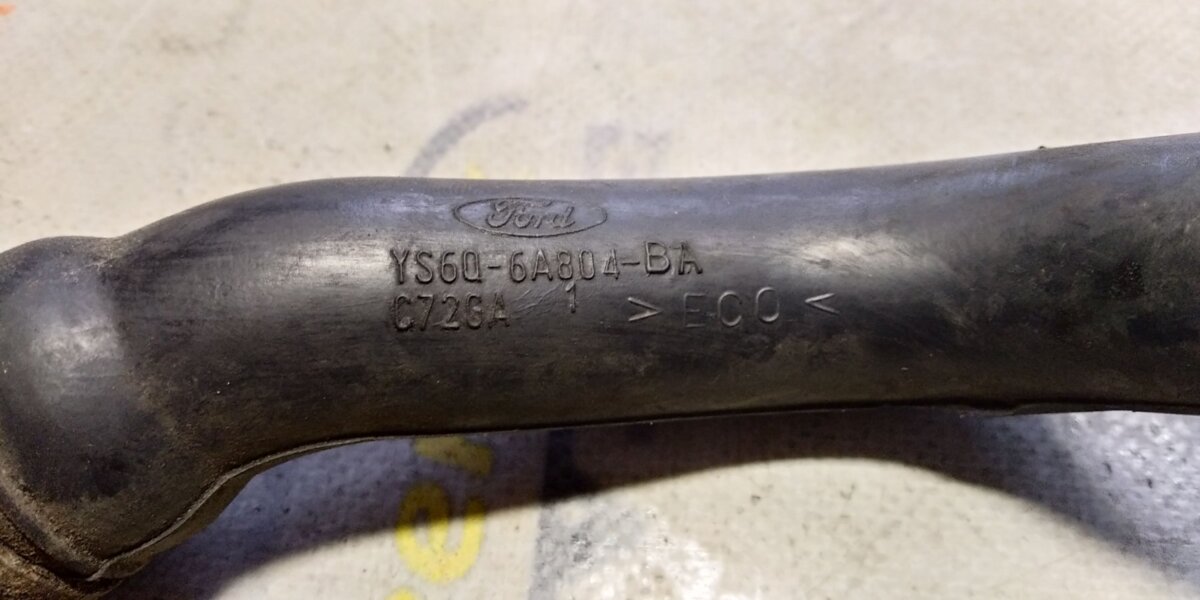 Ford
YS6Q-6A804-BA
C72GA 1 > ECO <